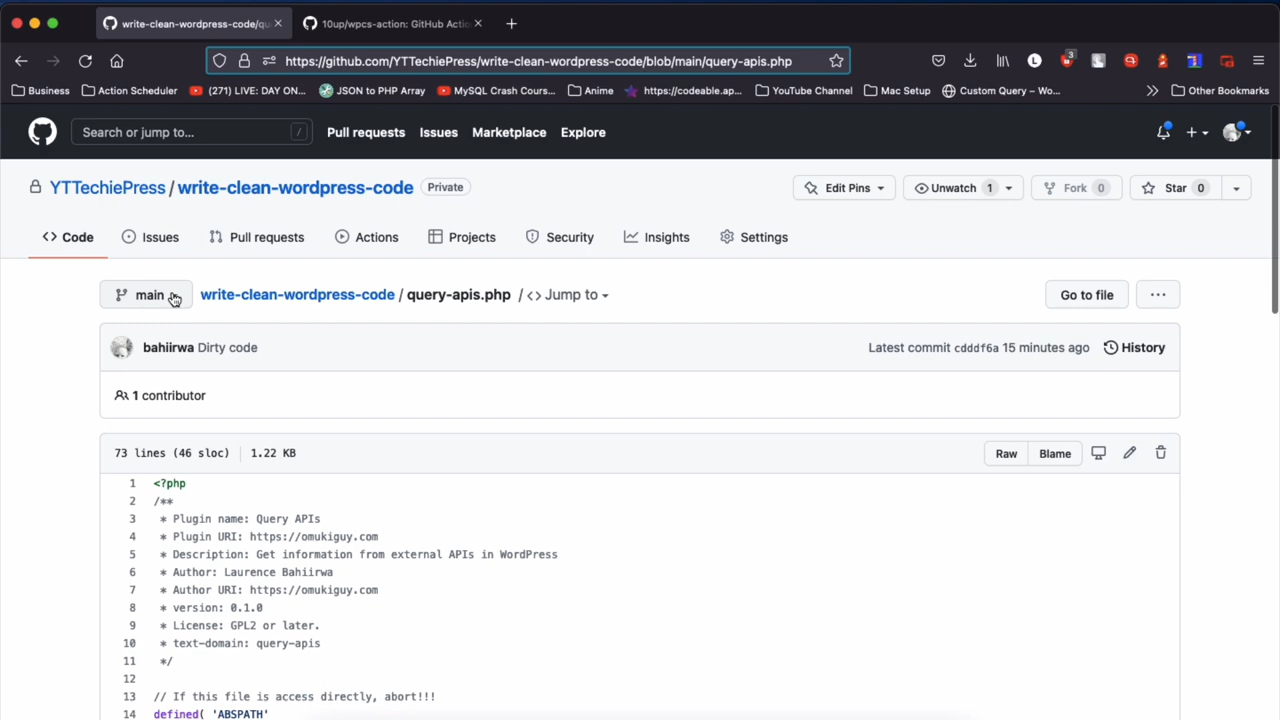 write-clean-wordpress-code/qu
10up/wpcs-action: GitHub Actio
https://github.com/YTTechiePress/write-clean-wordpress-code/blob/main/query-apis.php
L
3
Business
Action Scheduler
(271) LIVE: DAY ON...
JSON to PHP Array
MySQL Crash Cours...
Anime
https://codeable.ap...
YouTube Channel
Mac Setup
Custom Query – Wo...
Other Bookmarks
Search or jump to...
/
Pull requests
Issues
Marketplace
Explore
YTTechiePress / write-clean-wordpress-code
Private
Edit Pins
Unwatch 1
Fork 0
Star 0
Code
Issues
Pull requests
Actions
Projects
Security
Insights
Settings
main
write-clean-wordpress-code / query-apis.php / <> Jump to
Go to file
...
bahiirwa Dirty code
Latest commit cdddf6a 15 minutes ago
History
1 contributor
73 lines (46 sloc)
1.22 KB
Raw
Blame
1 <?php
2 /**
3 * Plugin name: Query APIs
4 * Plugin URI: https://omukiguy.com
5 * Description: Get information from external APIs in WordPress
6 * Author: Laurence Bahiirwa
7 * Author URI: https://omukiguy.com
8 * version: 0.1.0
9 * License: GPL2 or later.
10 * text-domain: query-apis
11 */
12
13 // If this file is access directly, abort!!!
14 defined( 'ABSPATH'